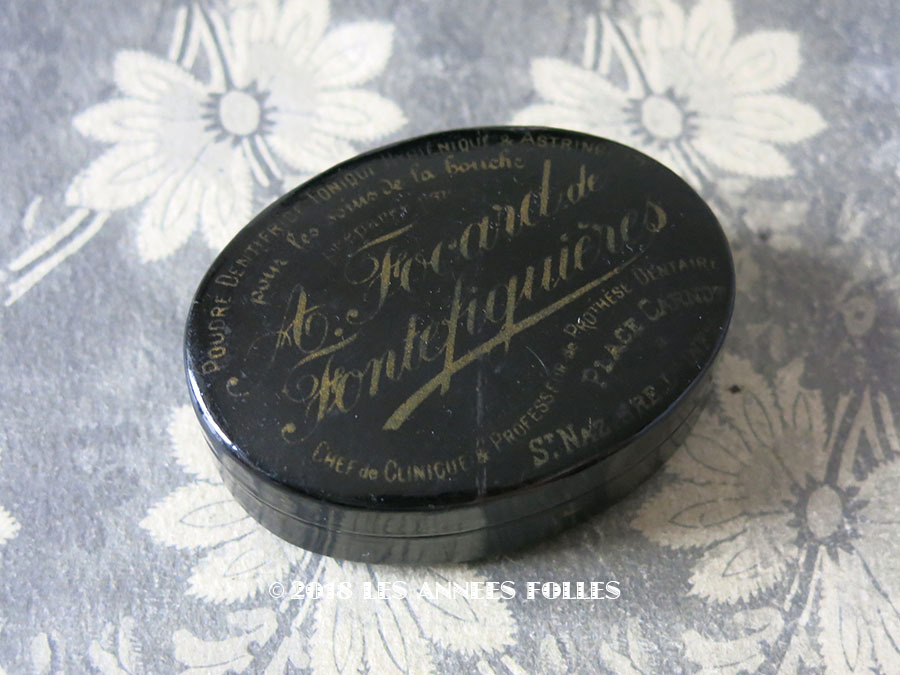 POUDRE DENTIFRICE TONIQUE HYGIÉNIQUE & ASTRINGENTE
pour les soins de la bouche
A. Focard de
Fontefiguières
CHEF de CLINIQUE & PROFESSEUR de PROTHÈSE DENTAIRE
PLACE CARNOT
ST NAZAIRE
© 2018 LES ANNEES FOLLES